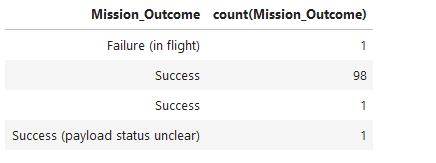 Mission_Outcome count(Mission_Outcome)
Failure (in flight) 1
Success 98
Success 1
Success (payload status unclear) 1